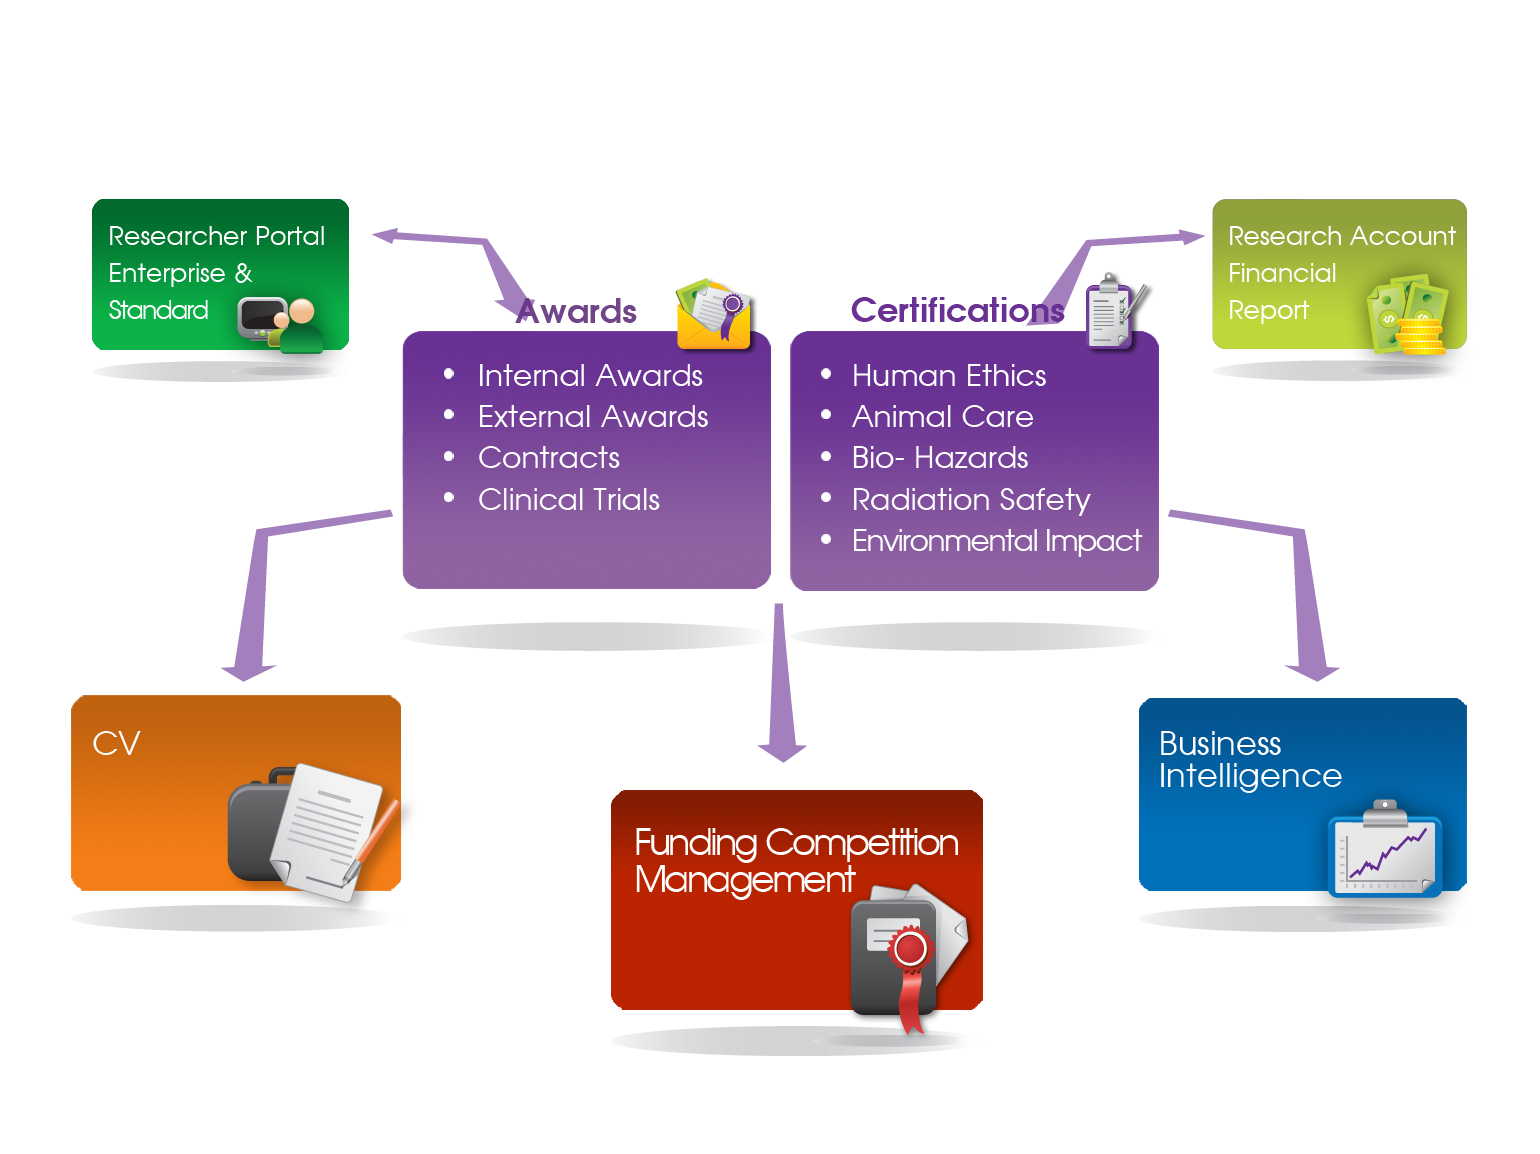 Researcher Portal
Enterprise &
Standard
Awards
• Internal Awards
• External Awards
• Contracts
• Clinical Trials
Certifications
• Human Ethics
• Animal Care
• Bio- Hazards
• Radiation Safety
• Environmental Impact
Research Account
Financial
Report
CV
Funding Competition
Management
Business
Intelligence